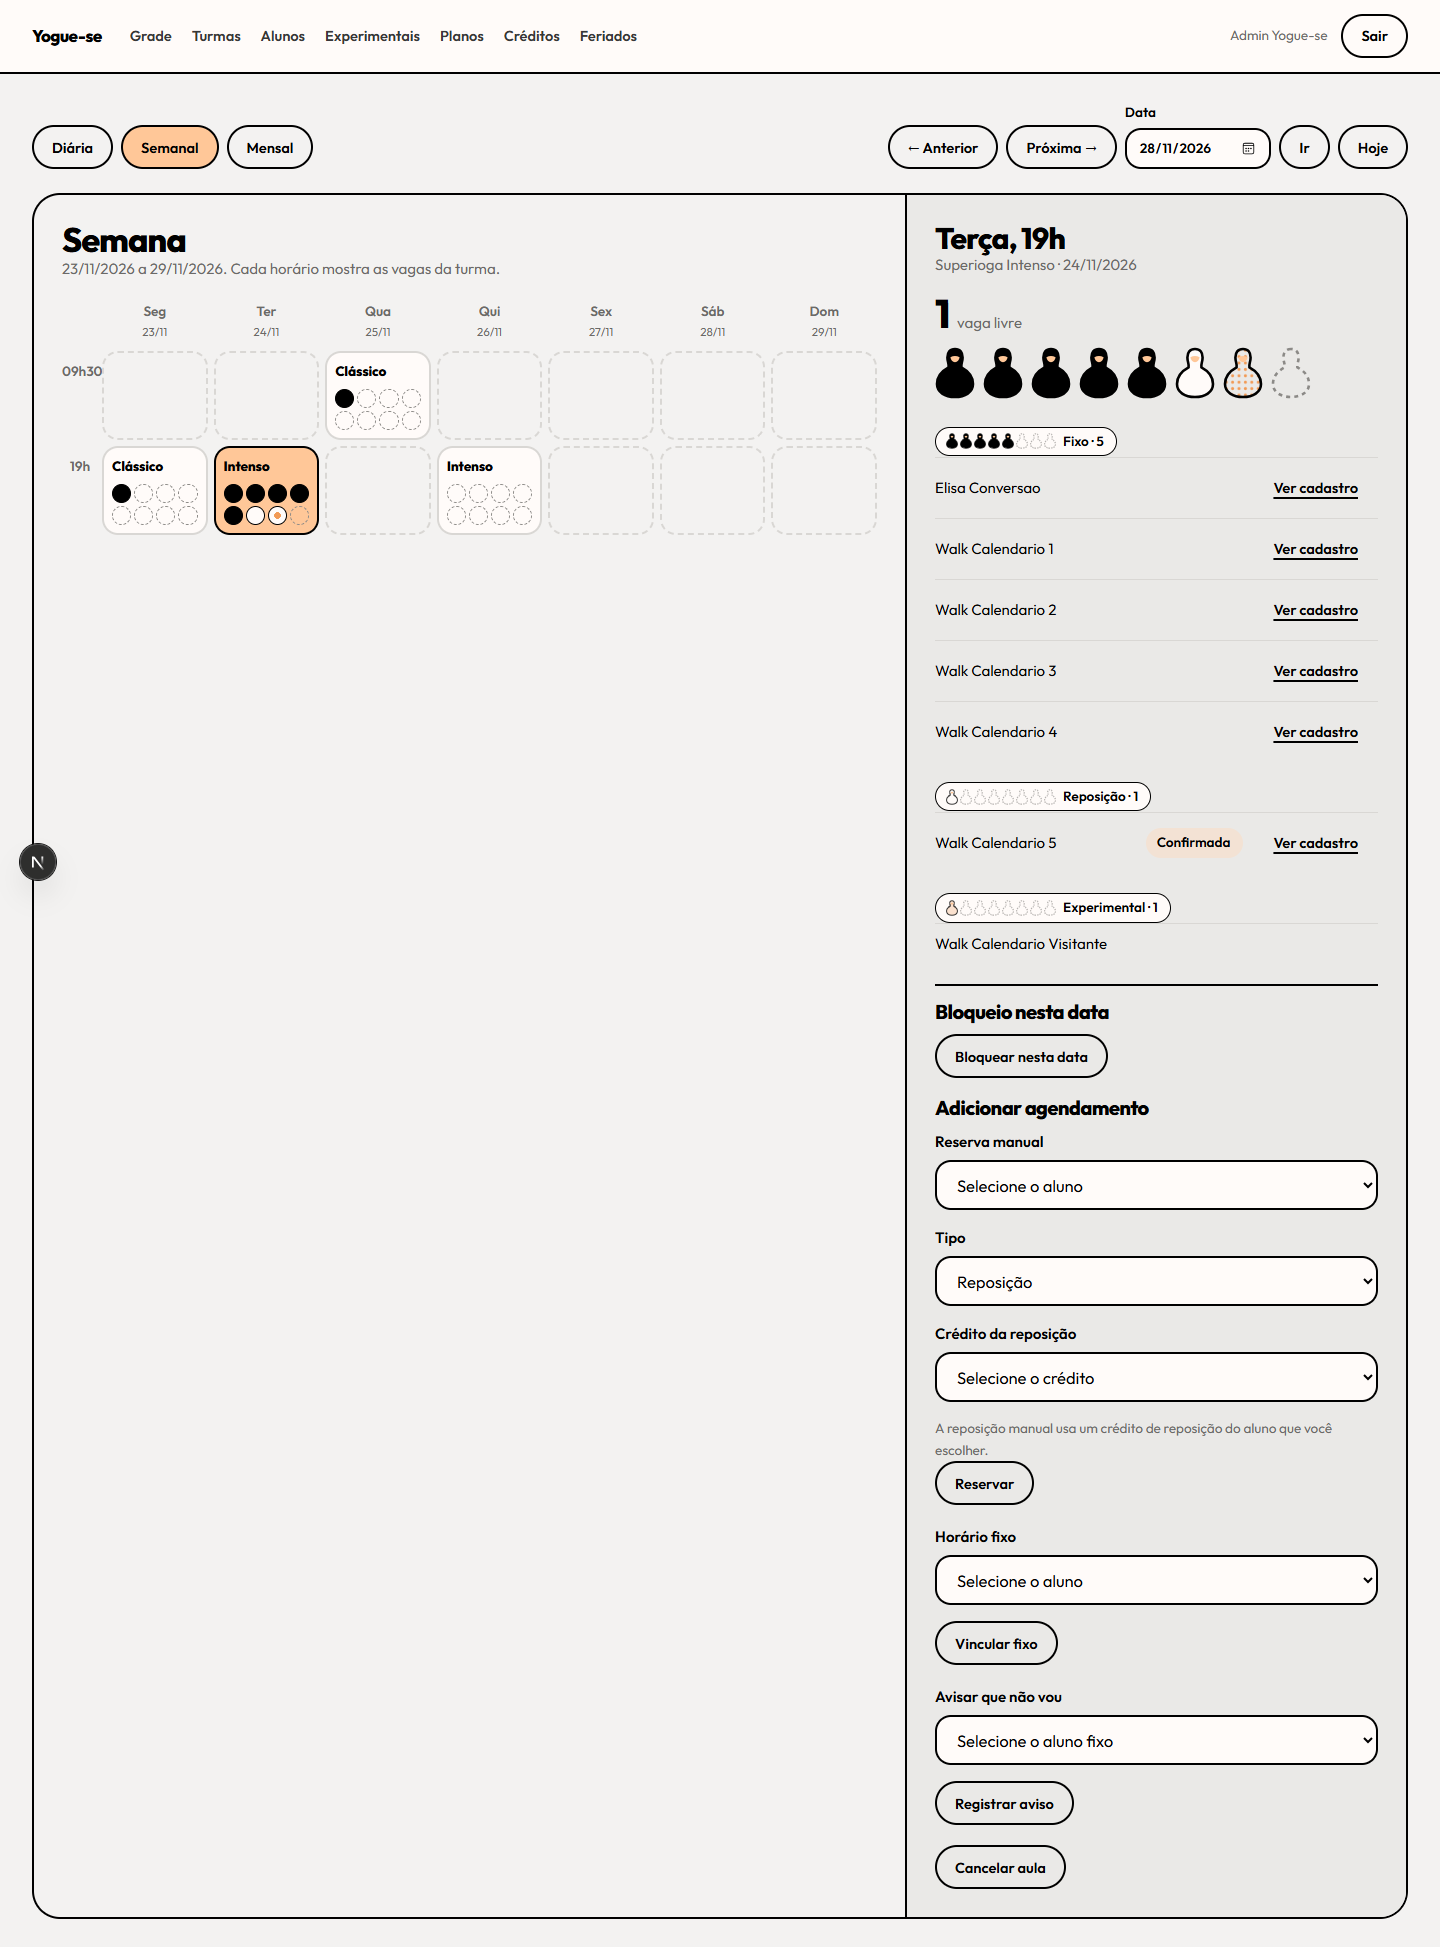 Yogue-se Grade Turmas Alunos Experimentais Planos Créditos Feriados Admin Yogue-se Sair
Data
Diária Semanal Mensal ← Anterior Próxima → 28/11/2026 Ir Hoje
Semana
23/11/2026 a 29/11/2026. Cada horário mostra as vagas da turma.
Seg Ter Qua Qui Sex Sáb Dom
23/11 24/11 25/11 26/11 27/11 28/11 29/11
09h30 Clássico
19h Clássico Intenso Intenso
Terça, 19h
Superioga Intenso · 24/11/2026
1 vaga livre
Fixo · 5
Elisa Conversao Ver cadastro
Walk Calendario 1 Ver cadastro
Walk Calendario 2 Ver cadastro
Walk Calendario 3 Ver cadastro
Walk Calendario 4 Ver cadastro
Reposição · 1
Walk Calendario 5 Confirmada Ver cadastro
Experimental · 1
Walk Calendario Visitante
Bloqueio nesta data
Bloquear nesta data
Adicionar agendamento
Reserva manual
Selecione o aluno
Tipo
Reposição
Crédito da reposição
Selecione o crédito
A reposição manual usa um crédito de reposição do aluno que você
escolher.
Reservar
Horário fixo
Selecione o aluno
Vincular fixo
Avisar que não vou
Selecione o aluno fixo
Registrar aviso
Cancelar aula
N